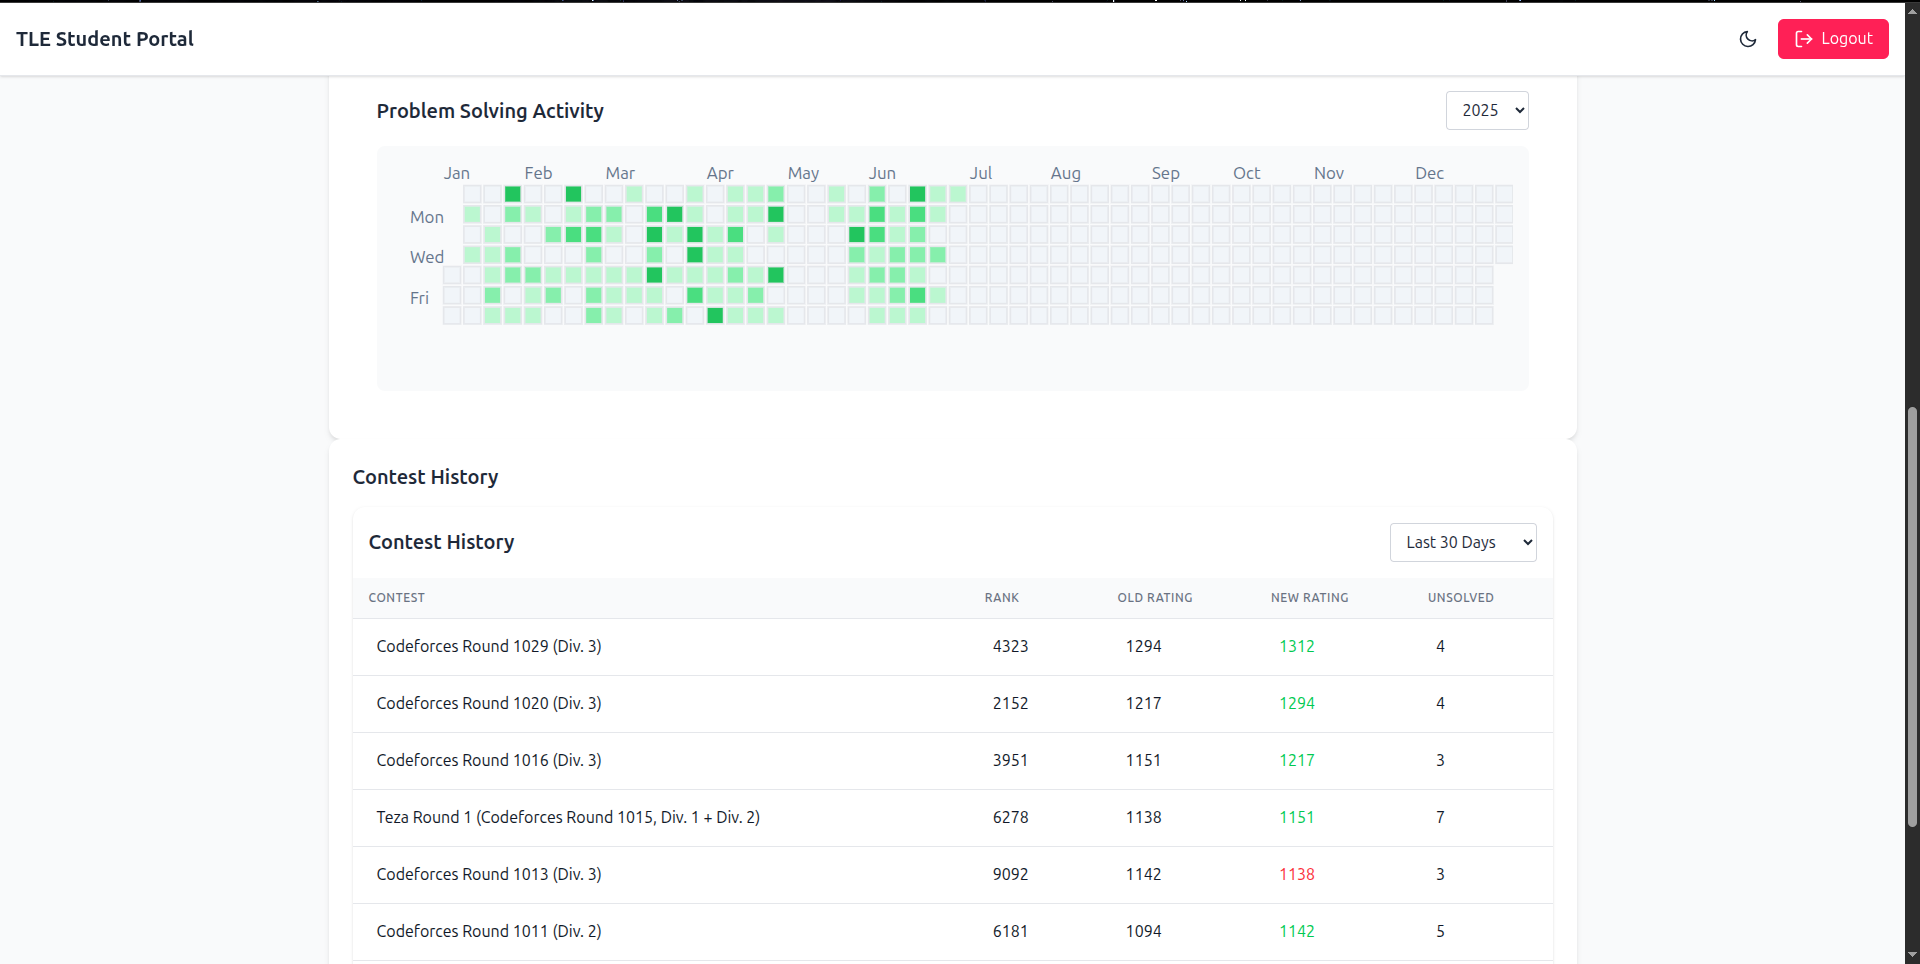 TLE Student Portal
Logout
Problem Solving Activity
2025
Jan Feb Mar Apr May Jun Jul Aug Sep Oct Nov Dec
Mon
Wed
Fri
Contest History
Contest History
Last 30 Days
CONTEST RANK OLD RATING NEW RATING UNSOLVED
Codeforces Round 1029 (Div. 3) 4323 1294 1312 4
Codeforces Round 1020 (Div. 3) 2152 1217 1294 4
Codeforces Round 1016 (Div. 3) 3951 1151 1217 3
Teza Round 1 (Codeforces Round 1015, Div. 1 + Div. 2) 6278 1138 1151 7
Codeforces Round 1013 (Div. 3) 9092 1142 1138 3
Codeforces Round 1011 (Div. 2) 6181 1094 1142 5